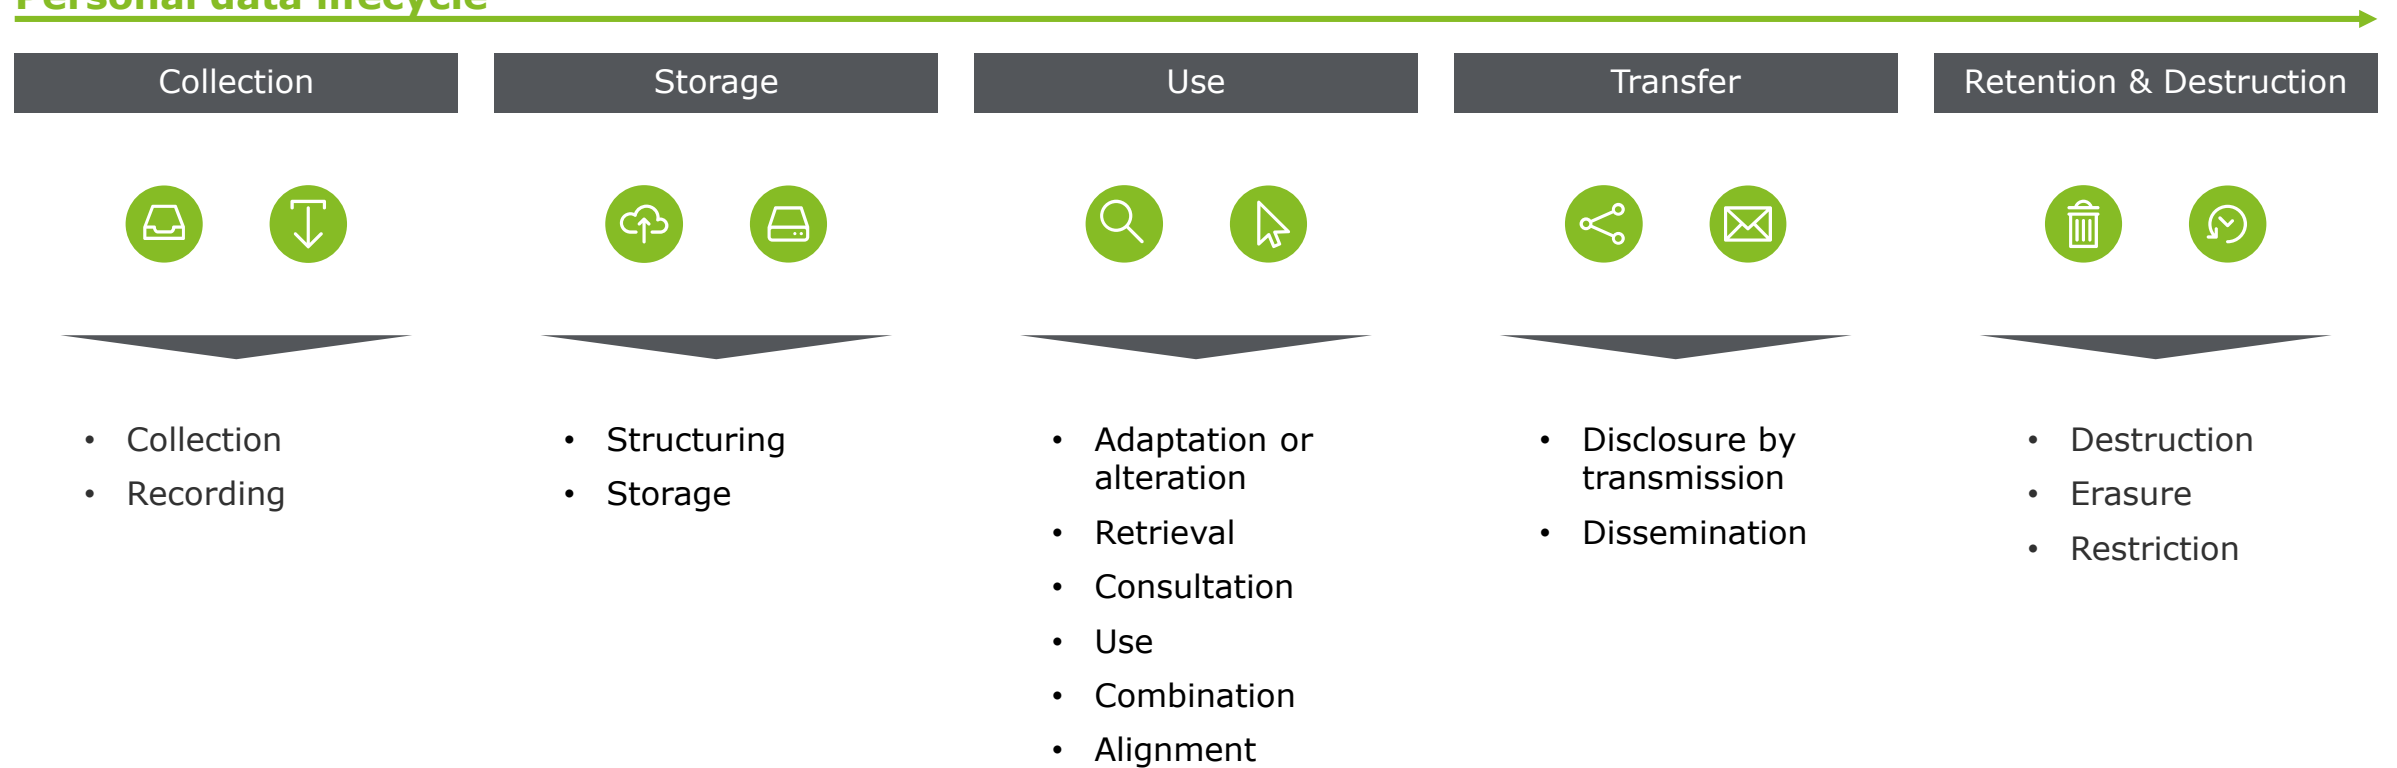 Personal data lifecycle
Collection
Storage
Use
Transfer
Retention & Destruction
• Collection
• Recording
• Structuring
• Storage
• Adaptation or
alteration
• Retrieval
• Consultation
• Use
• Combination
• Alignment
• Disclosure by
transmission
• Dissemination
• Destruction
• Erasure
• Restriction